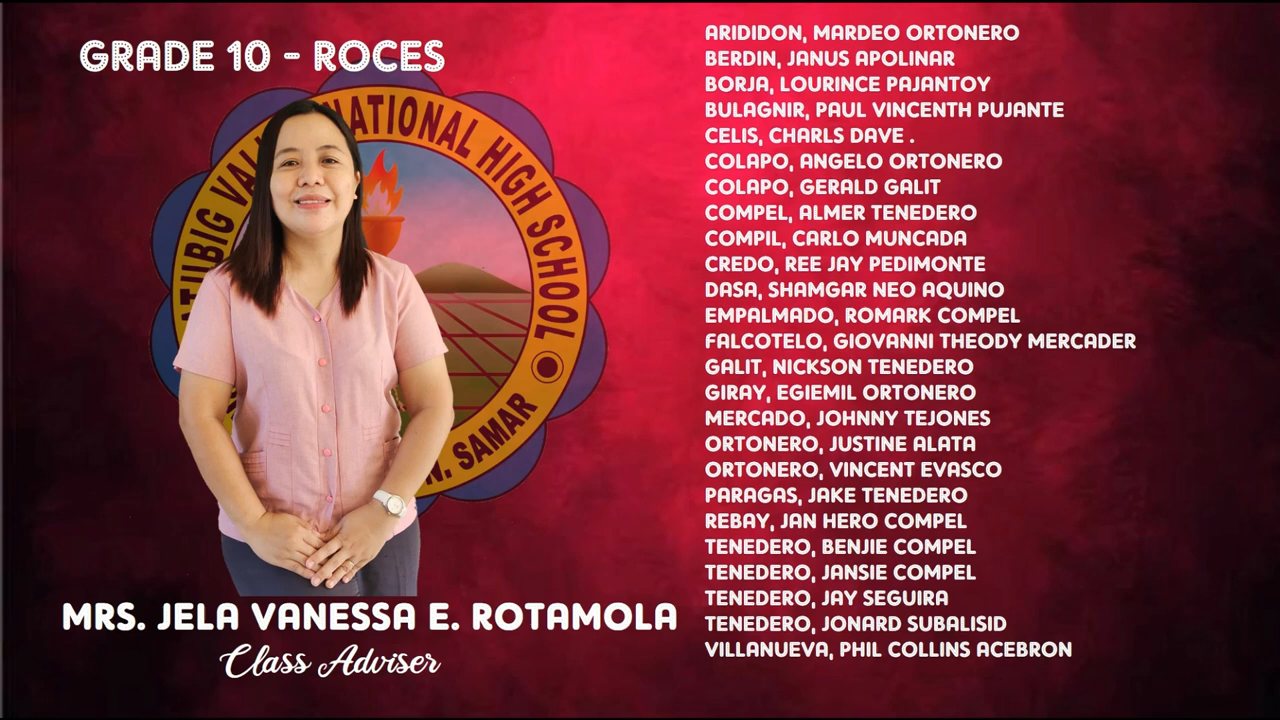 GRADE 10 - ROCES
NATIONAL HIGH SCHOOL
N. SAMAR
MRS. JELA VANESSA E. ROTAMOLA
Class Adviser
ARIDIDON, MARDEO ORTONERO
BERDIN, JANUS APOLINAR
BORJA, LOURINCE PAJANTOY
BULAGNIR, PAUL VINCENTH PUJANTE
CELIS, CHARLS DAVE .
COLAPO, ANGELO ORTONERO
COLAPO, GERALD GALIT
COMPEL, ALMER TENEDERO
COMPIL, CARLO MUNCADA
CREDO, REE JAY PEDIMONTE
DASA, SHAMGAR NEO AQUINO
EMPALMADO, ROMARK COMPEL
FALCOTELO, GIOVANNI THEODY MERCADER
GALIT, NICKSON TENEDERO
GIRAY, EGIEMIL ORTONERO
MERCADO, JOHNNY TEJONES
ORTONERO, JUSTINE ALATA
ORTONERO, VINCENT EVASCO
PARAGAS, JAKE TENEDERO
REBAY, JAN HERO COMPEL
TENEDERO, BENJIE COMPEL
TENEDERO, JANSIE COMPEL
TENEDERO, JAY SEGUIRA
TENEDERO, JONARD SUBALISID
VILLANUEVA, PHIL COLLINS ACEBRON